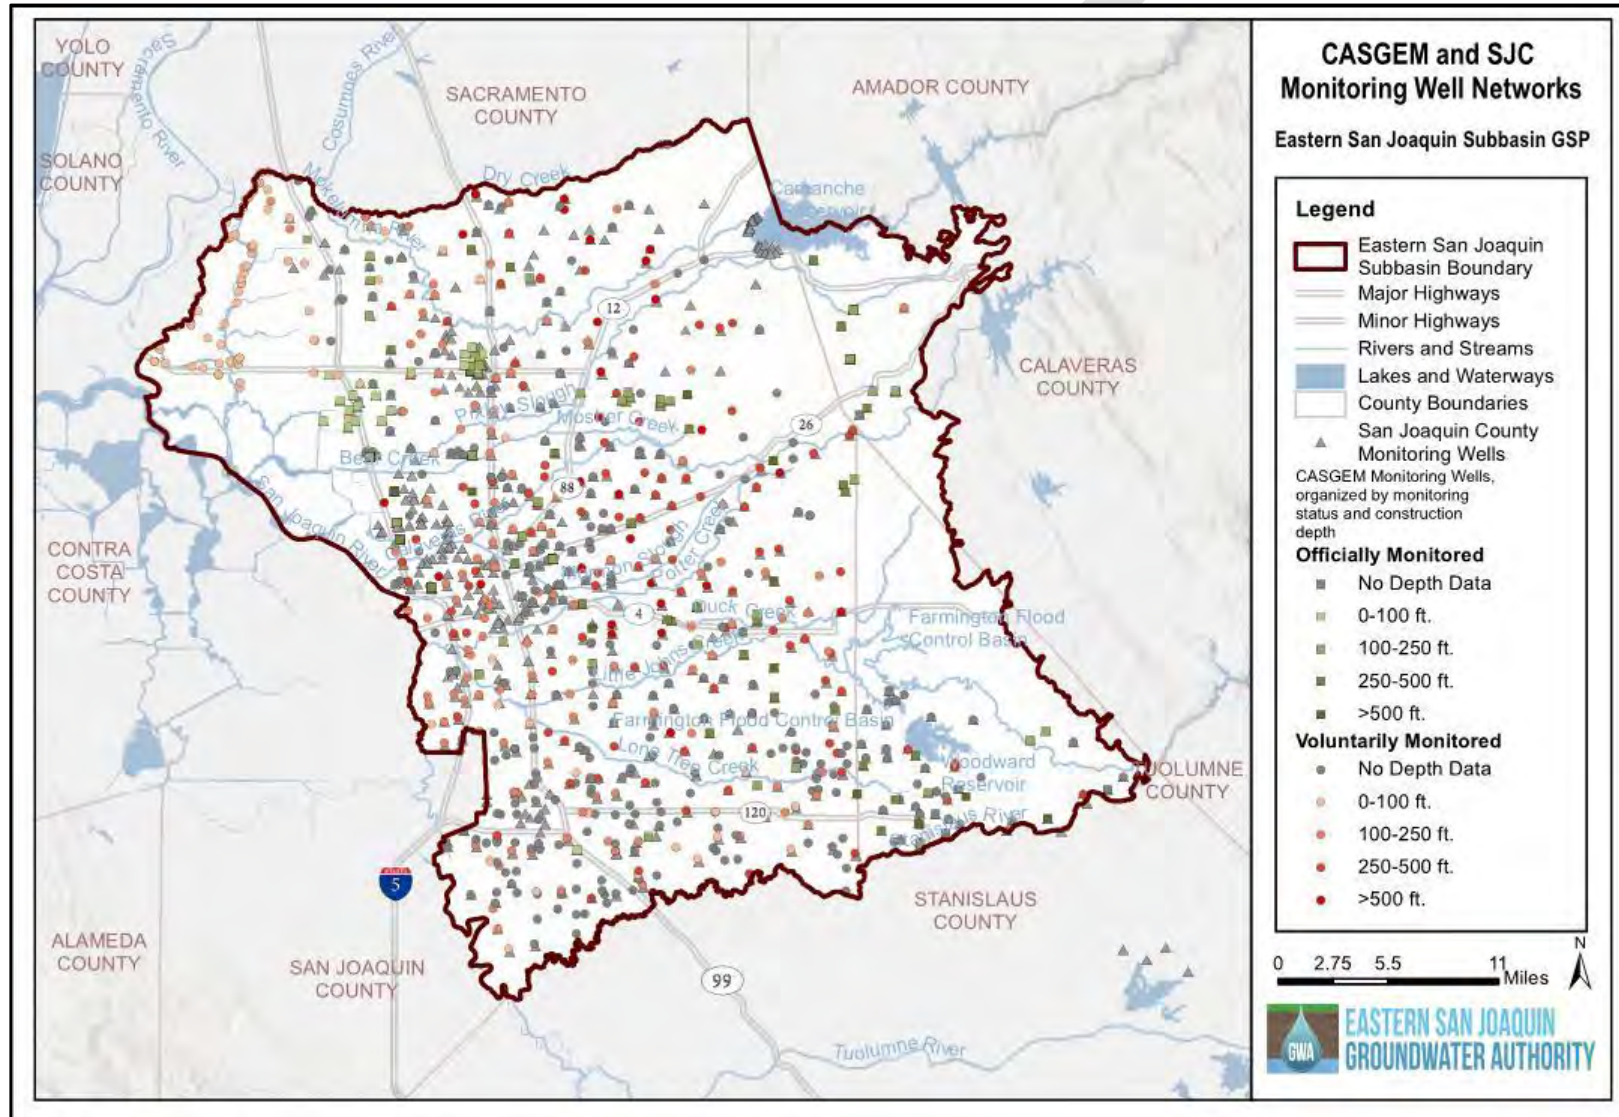 YOLO
COUNTY
Sacramento River
Cosumnes River
SACRAMENTO
COUNTY
AMADOR COUNTY
SOLANO
COUNTY
Mokelumne River
Dry Creek
Camanche
Reservoir
12
CALAVERAS
COUNTY
Pixley Slough
Mosher Creek
26
Bear Creek
88
San Joaquin River
Calaveras River
Mormon Slough
Potter Creek
CONTRA
COSTA
COUNTY
4
Duck Creek
Farmington Flood
Control Basin
Little Johns Creek
Farmington Flood Control Basin
Lone Tree Creek
Woodward
Reservoir
TUOLUMNE
COUNTY
120
Stanislaus River
5
STANISLAUS
COUNTY
ALAMEDA
COUNTY
SAN JOAQUIN
COUNTY
99
Tuolumne River
CASGEM and SJC
Monitoring Well Networks
Eastern San Joaquin Subbasin GSP
Legend
Eastern San Joaquin
Subbasin Boundary
Major Highways
Minor Highways
Rivers and Streams
Lakes and Waterways
County Boundaries
San Joaquin County
Monitoring Wells
CASGEM Monitoring Wells,
organized by monitoring
status and construction
depth
Officially Monitored
No Depth Data
0-100 ft.
100-250 ft.
250-500 ft.
>500 ft.
Voluntarily Monitored
No Depth Data
0-100 ft.
100-250 ft.
250-500 ft.
>500 ft.
N
0 2.75 5.5 11
Miles
GWA
EASTERN SAN JOAQUIN
GROUNDWATER AUTHORITY